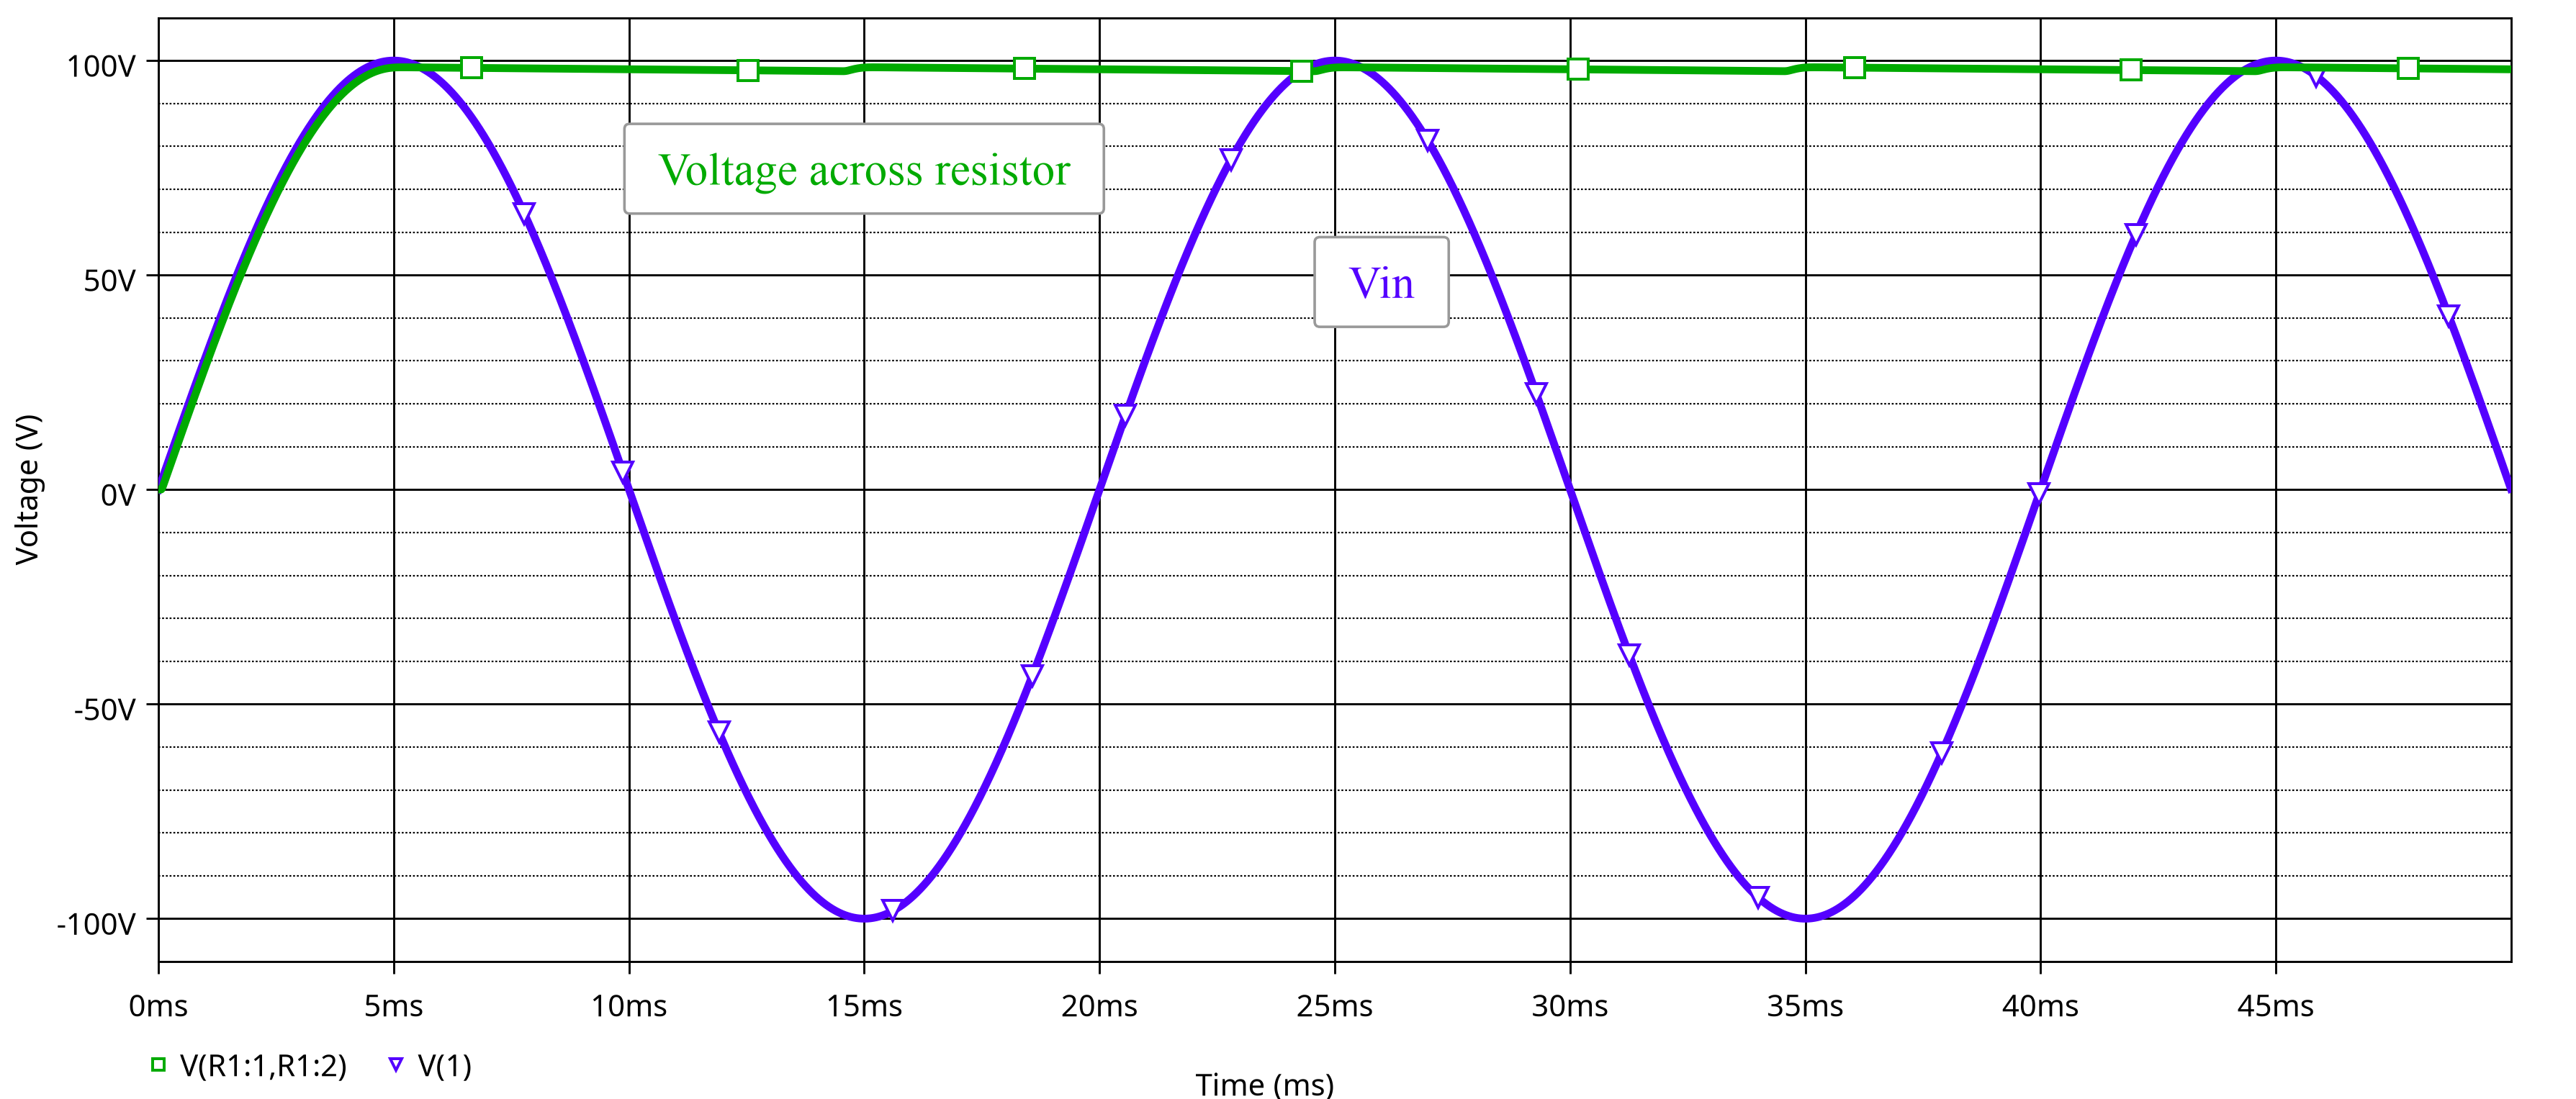 100V
50V
0V
-50V
-100V
Voltage (V)
Voltage across resistor
Vin
0ms 5ms 10ms 15ms 20ms 25ms 30ms 35ms 40ms 45ms
V(R1:1,R1:2) V(1)
Time (ms)